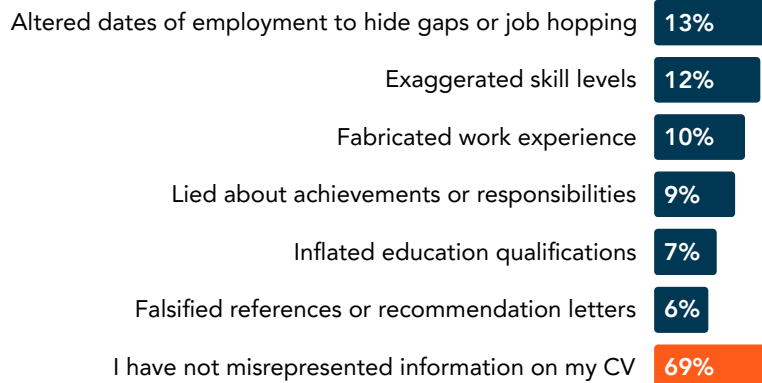 Altered dates of employment to hide gaps or job hopping 13%
Exaggerated skill levels 12%
Fabricated work experience 10%
Lied about achievements or responsibilities 9%
Inflated education qualifications 7%
Falsified references or recommendation letters 6%
I have not misrepresented information on my CV 69%